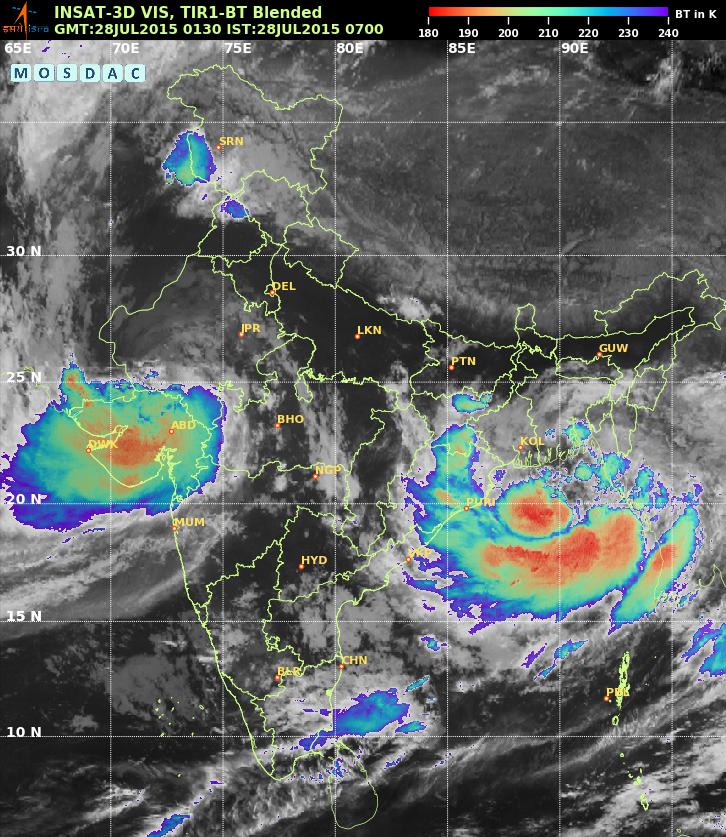 INSAT-3D VIS, TIR1-BT Blended
GMT:28JUL2015 0130 IST:28JUL2015 0700
BT in K
180 190 200 210 220 230 240
65E 70E 75E 80E 85E 90E
MOSDAC
SRN
30 N
DEL
JPR
LKN
GUW
PTN
25 N
BHO
ABD
KOL
DWK
NGP
20 N
PURI
MUM
HYD
15 N
CHN
BLR
PBL
10 N